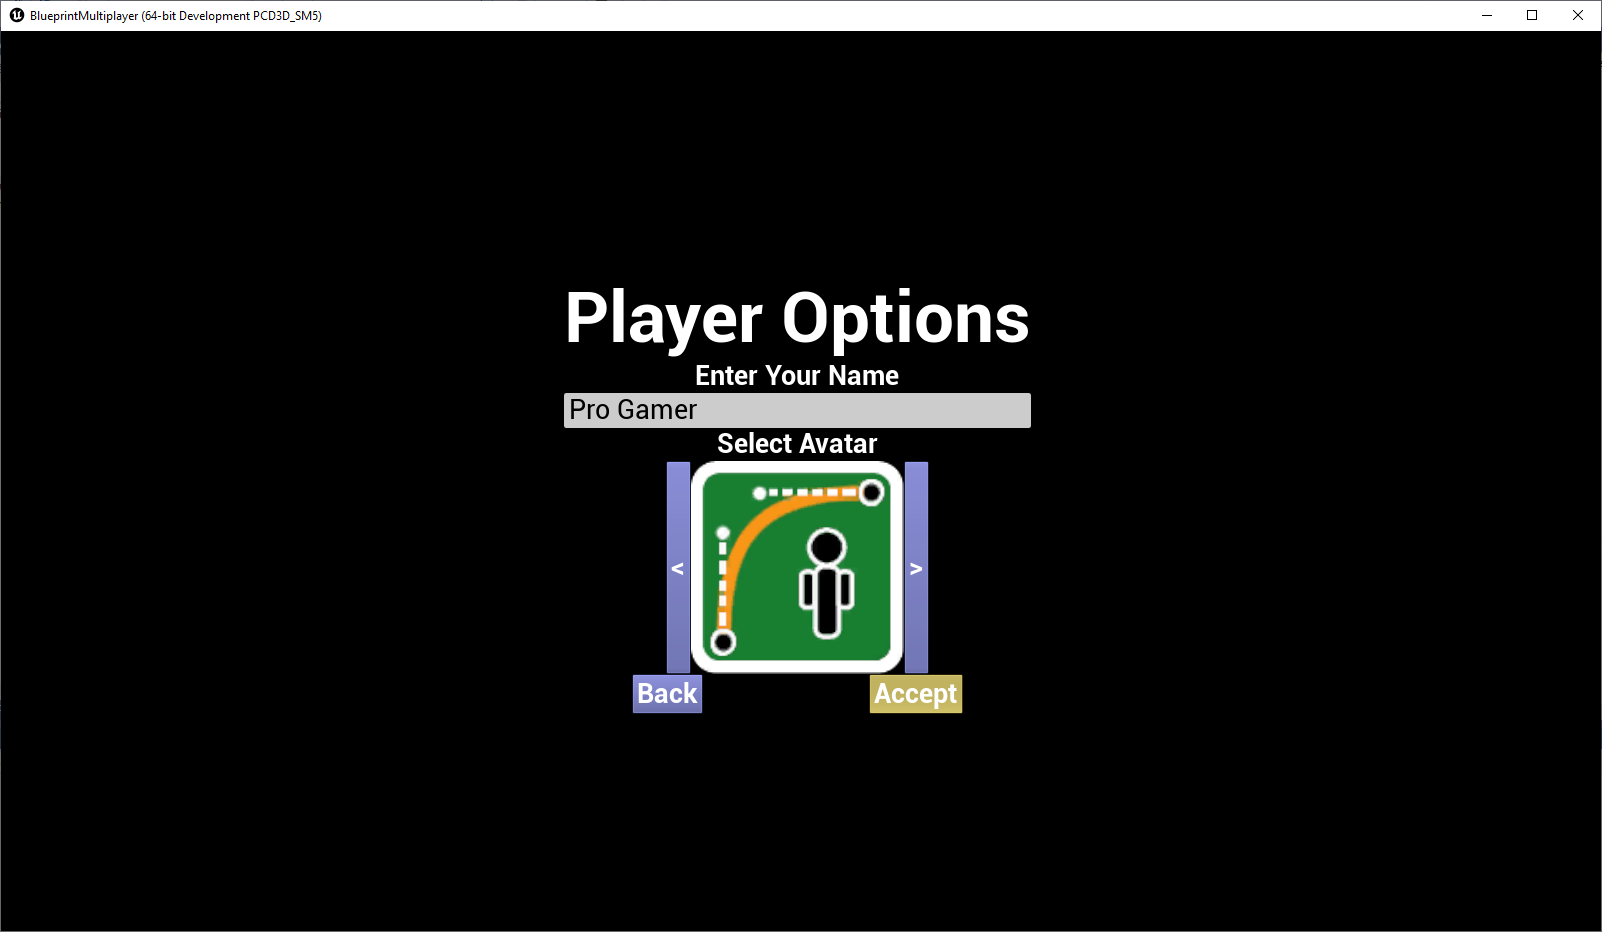 BlueprintMultiplayer (64-bit Development PCD3D_SM5)
Player Options
Enter Your Name
Pro Gamer
Select Avatar
< >
Back Accept